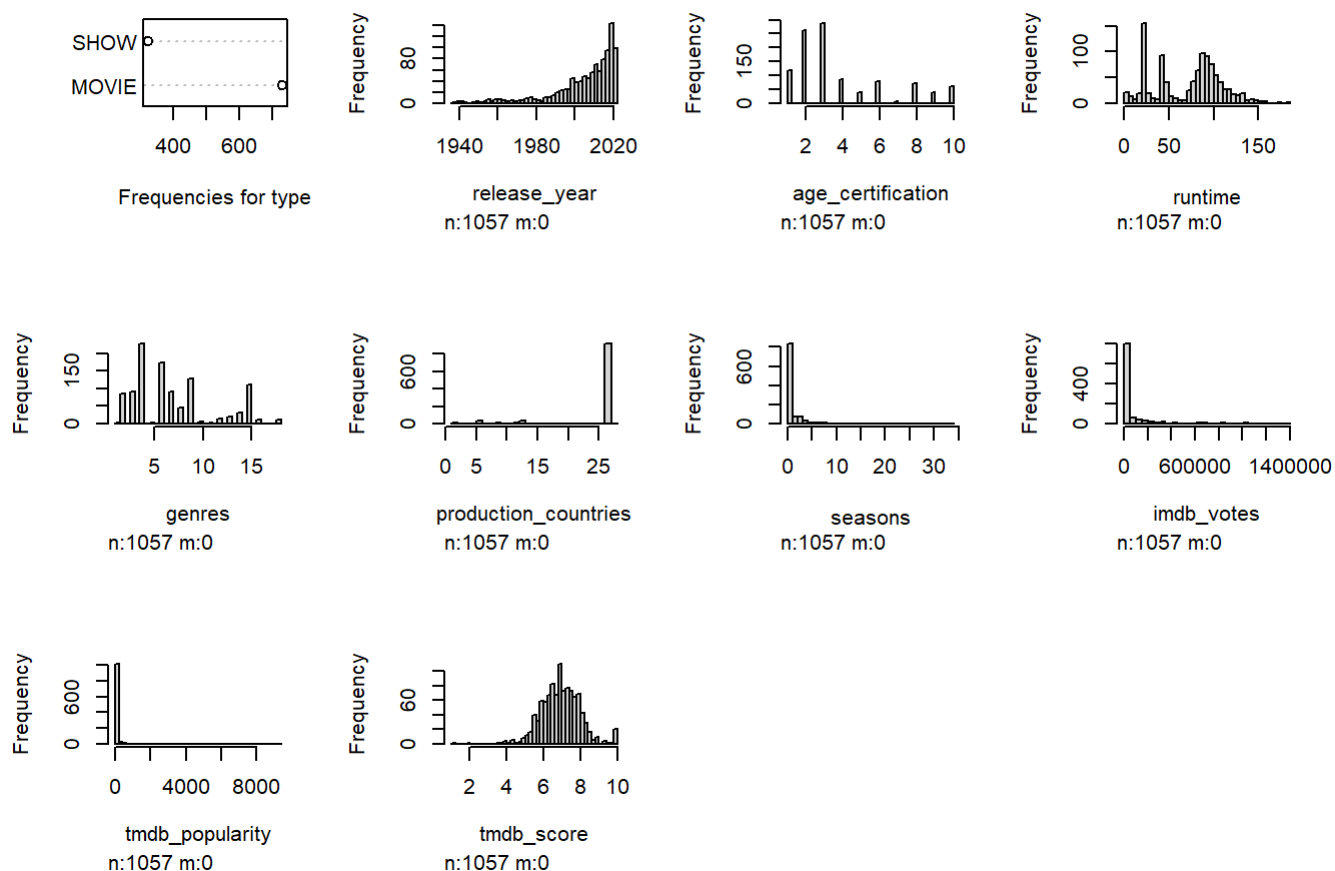 SHOW
MOVIE
400 600
Frequencies for type
Frequency
0 80
1940 1980 2020
release_year
n:1057 m:0
Frequency
0 150
2 4 6 8 10
age_certification
n:1057 m:0
Frequency
0 100
0 50 150
runtime
n:1057 m:0
Frequency
0 150
5 10 15
genres
n:1057 m:0
Frequency
0 600
0 5 15 25
production_countries
n:1057 m:0
Frequency
0 600
0 10 20 30
seasons
n:1057 m:0
Frequency
0 400
0 600000 1400000
imdb_votes
n:1057 m:0
Frequency
0 600
0 4000 8000
tmdb_popularity
n:1057 m:0
Frequency
0 60
2 4 6 8 10
tmdb_score
n:1057 m:0